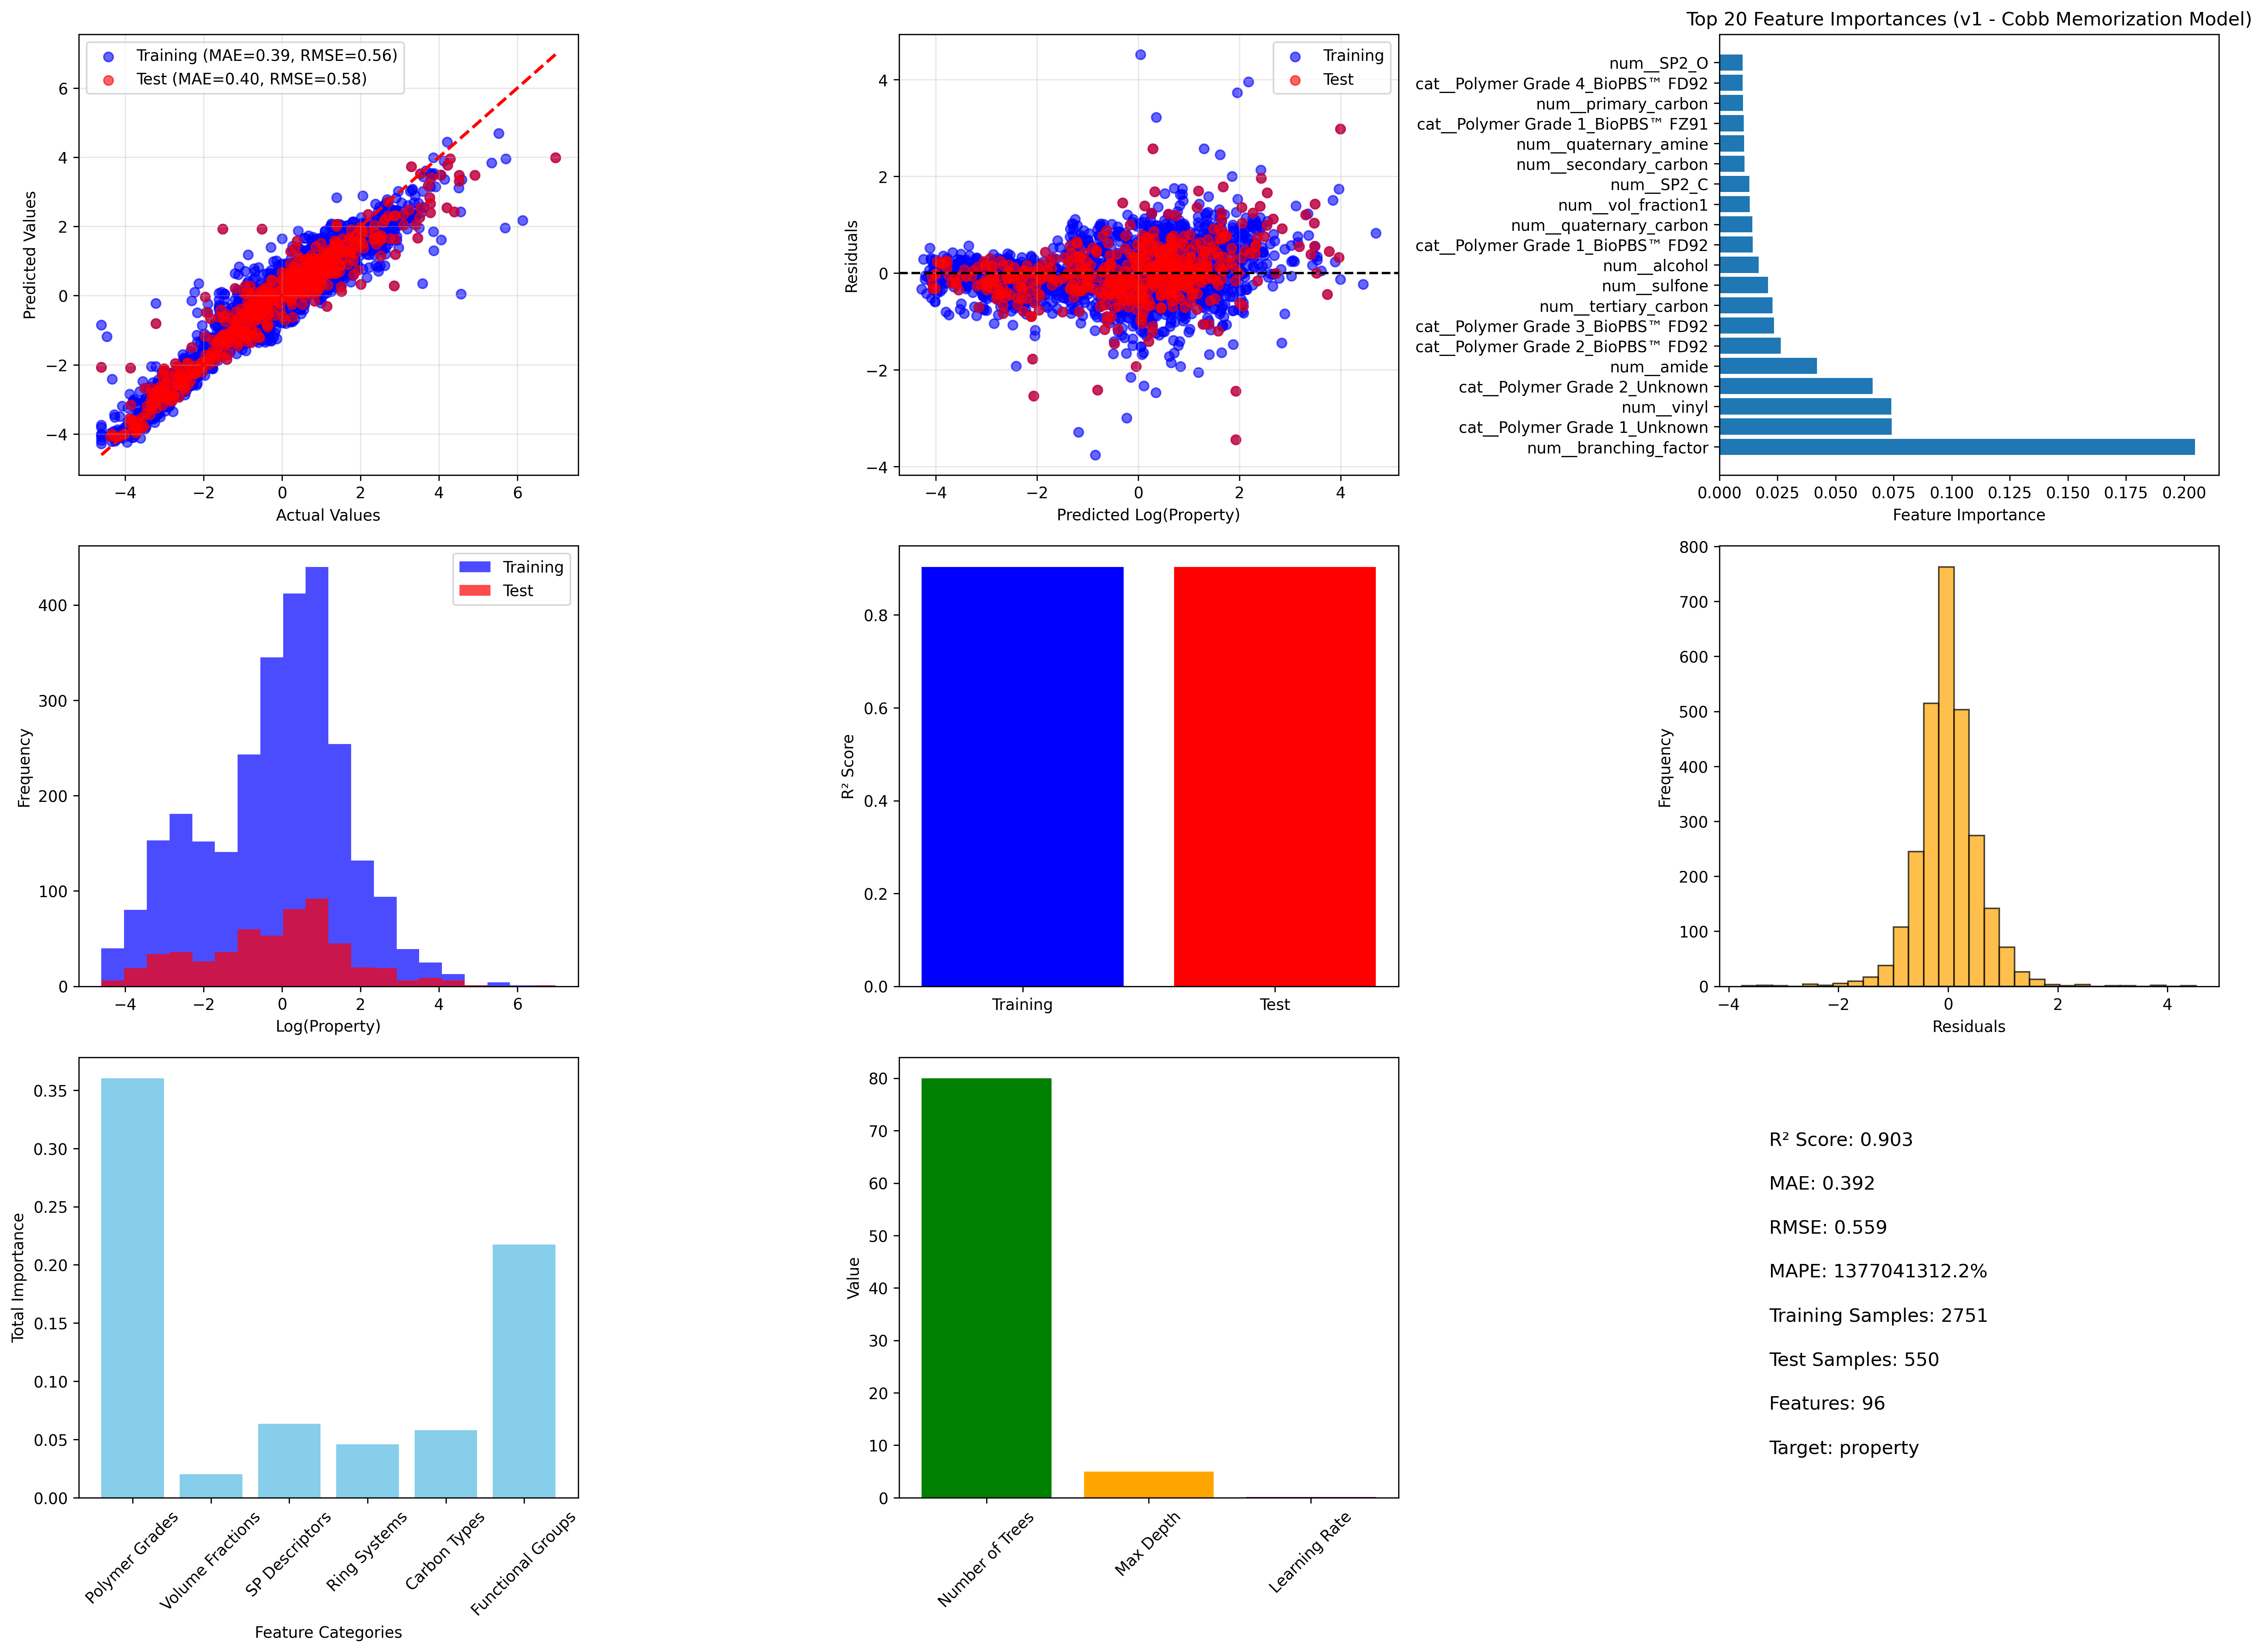 Training (MAE=0.39, RMSE=0.56)
Test (MAE=0.40, RMSE=0.58)
6
4
2
0
−2
−4
−4
−2
0
2
4
6
Predicted Values
Actual Values
Training
Test
4
2
0
−2
−4
−4
−2
0
2
4
Residuals
Predicted Log(Property)
Top 20 Feature Importances (v1 - Cobb Memorization Model)
num__SP2_O
cat__Polymer Grade 4_BioPBS™ FD92
num__primary_carbon
cat__Polymer Grade 1_BioPBS™ FZ91
num__quaternary_amine
num__secondary_carbon
num__SP2_C
num__vol_fraction1
num__quaternary_carbon
cat__Polymer Grade 1_BioPBS™ FD92
num__alcohol
num__sulfone
num__tertiary_carbon
cat__Polymer Grade 3_BioPBS™ FD92
cat__Polymer Grade 2_BioPBS™ FD92
num__amide
cat__Polymer Grade 2_Unknown
num__vinyl
cat__Polymer Grade 1_Unknown
num__branching_factor
0.000
0.025
0.050
0.075
0.100
0.125
0.150
0.175
0.200
Feature Importance
Training
Test
400
300
200
100
0
−4
−2
0
2
4
6
Frequency
Log(Property)
0.8
0.6
0.4
0.2
0.0
R² Score
Training
Test
800
700
600
500
400
300
200
100
0
−4
−2
0
2
4
Frequency
Residuals
0.35
0.30
0.25
0.20
0.15
0.10
0.05
0.00
Total Importance
Polymer Grades
Volume Fractions
SP Descriptors
Ring Systems
Carbon Types
Functional Groups
Feature Categories
80
70
60
50
40
30
20
10
0
Value
Number of Trees
Max Depth
Learning Rate
R² Score: 0.903
MAE: 0.392
RMSE: 0.559
MAPE: 1377041312.2%
Training Samples: 2751
Test Samples: 550
Features: 96
Target: property